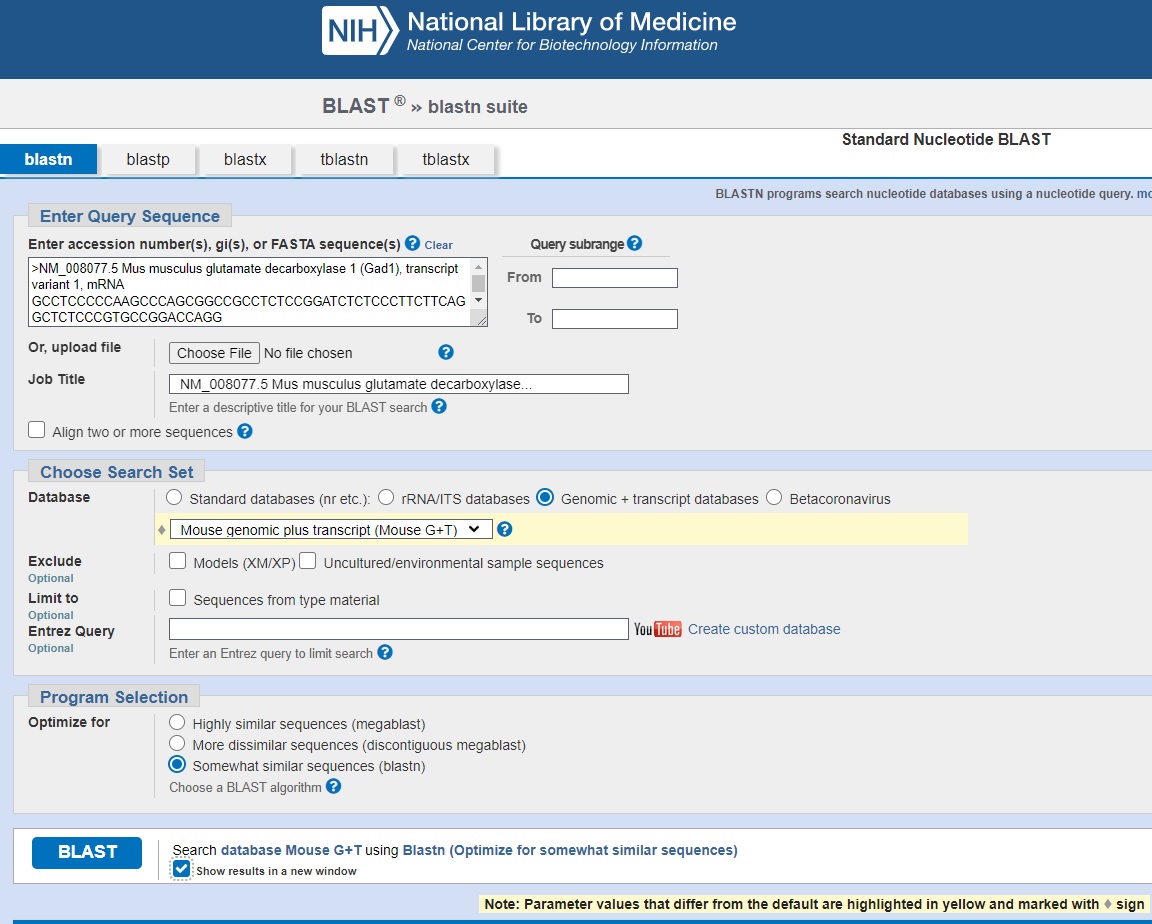 NIH National Library of Medicine
National Center for Biotechnology Information
BLAST ® » blastn suite
Standard Nucleotide BLAST
blastn blastp blastx tblastn tblastx
BLASTN programs search nucleotide databases using a nucleotide query.
Enter Query Sequence
Enter accession number(s), gi(s), or FASTA sequence(s) ? Clear Query subrange ?
>NM_008077.5 Mus musculus glutamate decarboxylase 1 (Gad1), transcript
variant 1, mRNA
GCCTCCCCCAAGCCCAGCGGCCGCCTCTCCGGATCTCTCCCTTCTTCAG
GCTCTCCCGTGCCGGACCAGG
From
To
Or, upload file Choose File No file chosen ?
Job Title NM_008077.5 Mus musculus glutamate decarboxylase...
Enter a descriptive title for your BLAST search ?
Align two or more sequences ?
Choose Search Set
Database Standard databases (nr etc.): rRNA/ITS databases Genomic + transcript databases Betacoronavirus
Mouse genomic plus transcript (Mouse G+T) ?
Exclude Models (XM/XP) Uncultured/environmental sample sequences
Optional
Limit to Sequences from type material
Optional
Entrez Query YouTube Create custom database
Optional
Enter an Entrez query to limit search ?
Program Selection
Optimize for Highly similar sequences (megablast)
More dissimilar sequences (discontiguous megablast)
Somewhat similar sequences (blastn)
Choose a BLAST algorithm ?
BLAST Search database Mouse G+T using Blastn (Optimize for somewhat similar sequences)
Show results in a new window
Note: Parameter values that differ from the default are highlighted in yellow and marked with ♦ sign